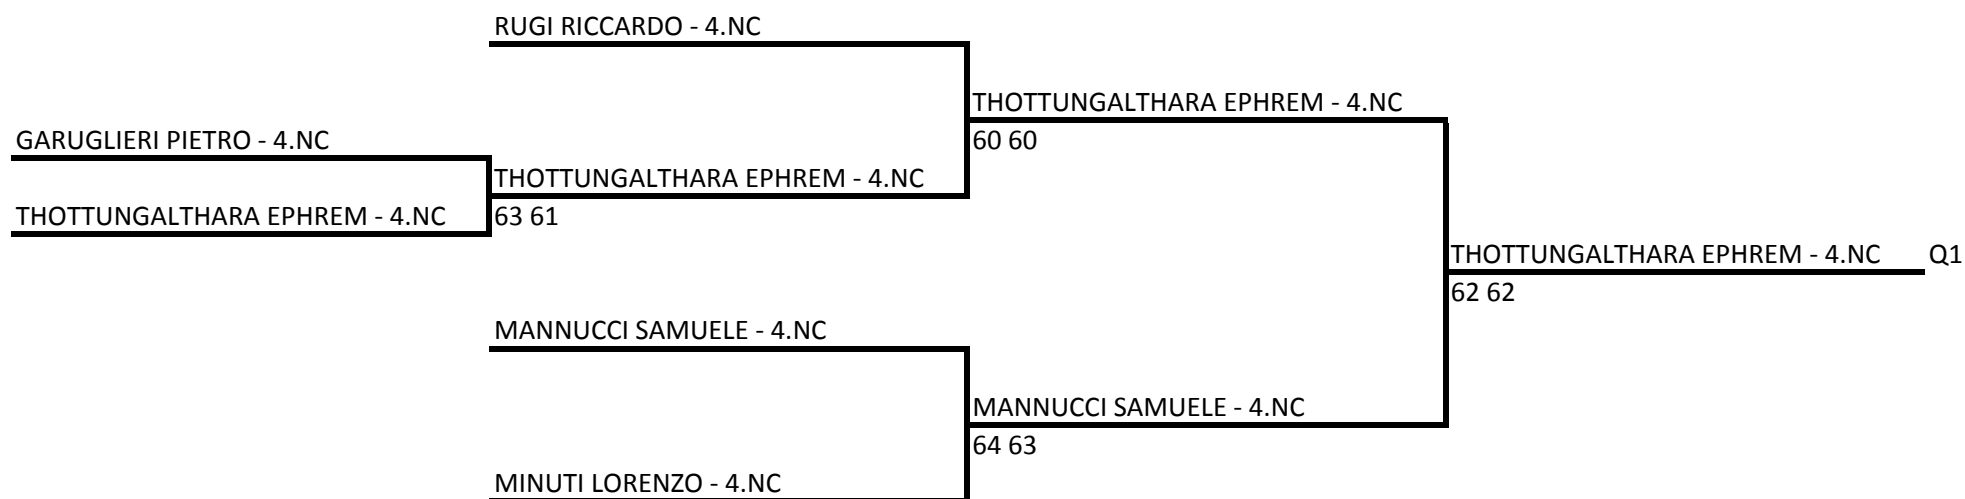 RUGI RICCARDO - 4.NC
THOTTUNGALTHARA EPHREM - 4.NC
GARUGLIERI PIETRO - 4.NC
60 60
THOTTUNGALTHARA EPHREM - 4.NC
THOTTUNGALTHARA EPHREM - 4.NC
63 61
THOTTUNGALTHARA EPHREM - 4.NC Q1
62 62
MANNUCCI SAMUELE - 4.NC
MANNUCCI SAMUELE - 4.NC
64 63
MINUTI LORENZO - 4.NC